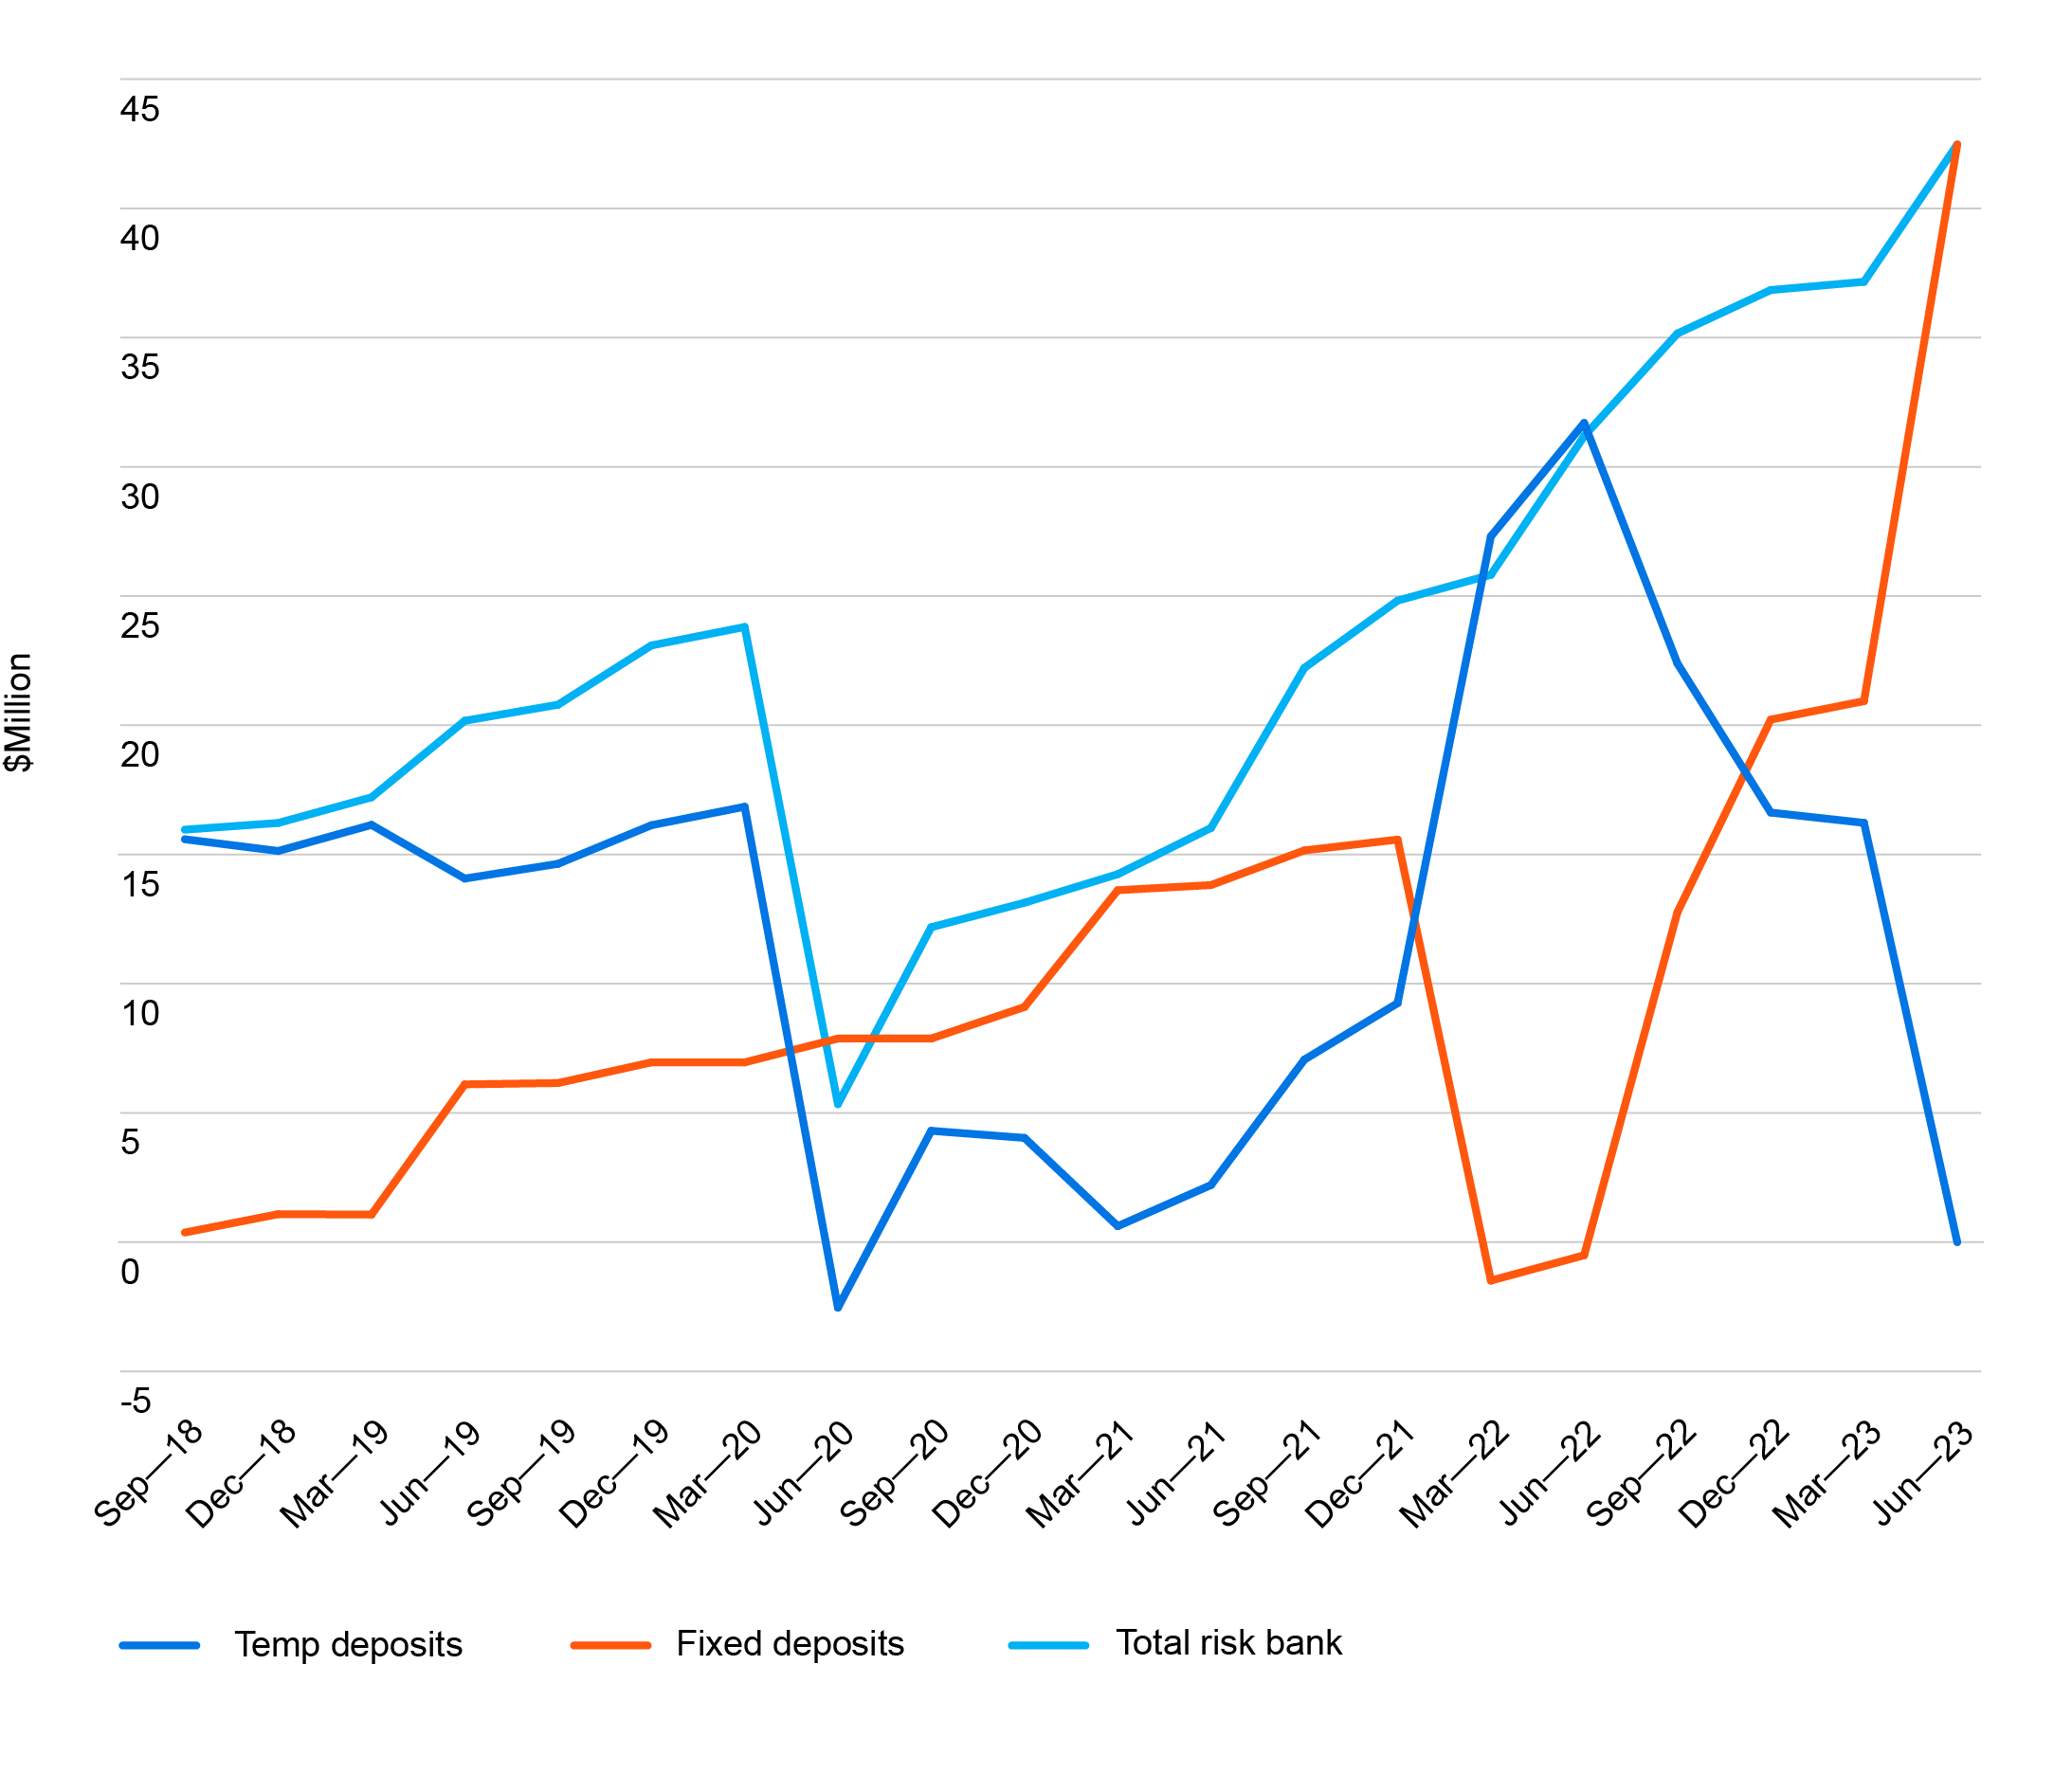 45
40
35
30
25
$Million
20
15
10
5
0
-5
Sep—18
Dec—18
Mar—19
Jun—19
Sep—19
Dec—19
Mar—20
Jun—20
Sep—20
Dec—20
Mar—21
Jun—21
Sep—21
Dec—21
Mar—22
Jun—22
Sep—22
Dec—22
Mar—23
Jun—23
Temp deposits
Fixed deposits
Total risk bank